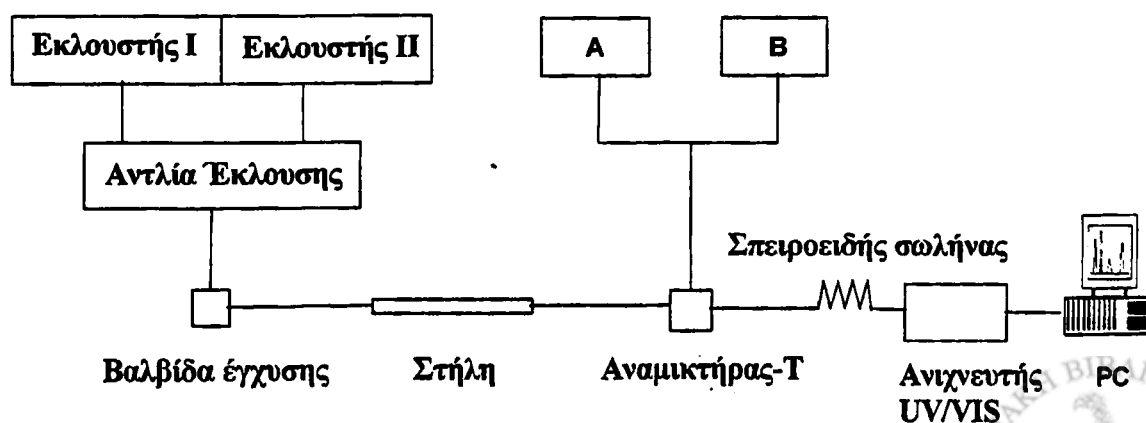 Εκλουστής I
Εκλουστής II
A
B
Αντλία Έκλουσης
Σπειροειδής σωλήνας
Βαλβίδα έγχυσης
Στήλη
Αναμικτήρας-T
Ανιχνευτής
UV/VIS
PC